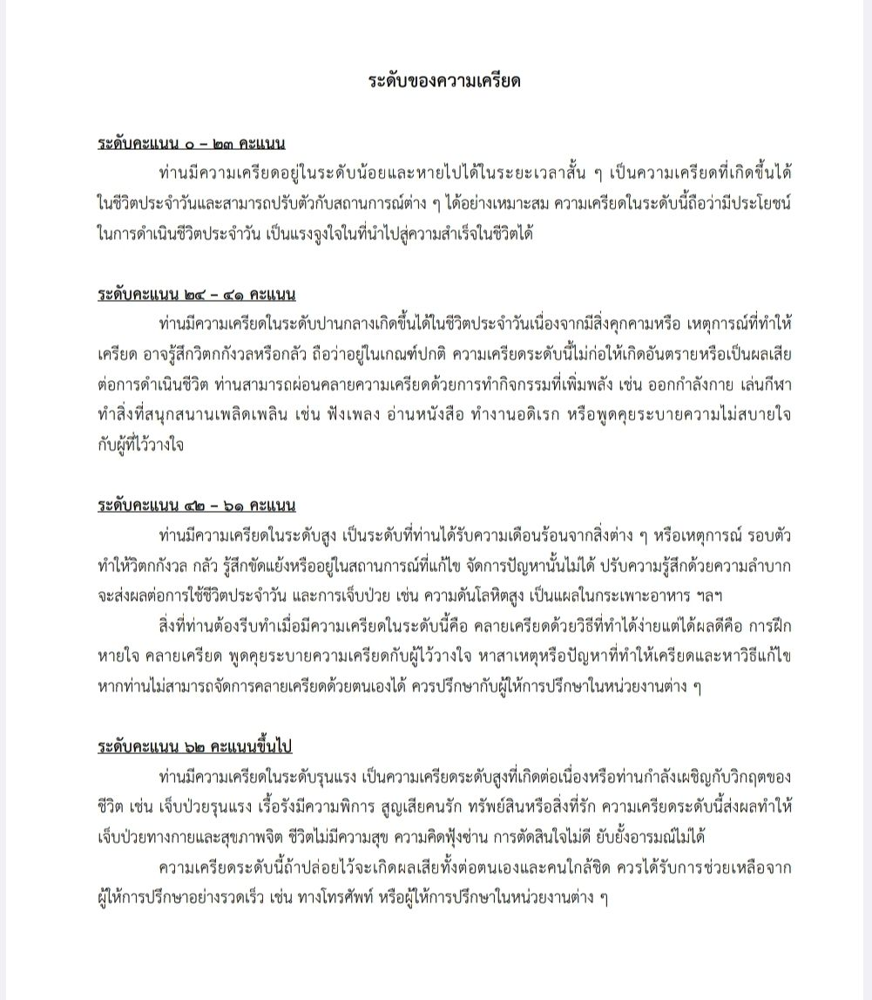 ระดับของความเครียด
ระดับคะแนน ๐ – ๒๓ คะแนน
ท่านมีความเครียดอยู่ในระดับน้อยและหายไปได้ในระยะเวลาสั้น ๆ เป็นความเครียดที่เกิดขึ้นได้
ในชีวิตประจำวันและสามารถปรับตัวกับสถานการณ์ต่าง ๆ ได้อย่างเหมาะสม ความเครียดในระดับนี้ถือว่ามีประโยชน์
ในการดำเนินชีวิตประจำวัน เป็นแรงจูงใจในที่นำไปสู่ความสำเร็จในชีวิตได้
ระดับคะแนน ๒๔ – ๔๑ คะแนน
ท่านมีความเครียดในระดับปานกลางเกิดขึ้นได้ในชีวิตประจำวันเนื่องจากมีสิ่งคุกคามหรือ เหตุการณ์ที่ทำให้
เครียด อาจรู้สึกวิตกกังวลหรือกลัว ถือว่าอยู่ในเกณฑ์ปกติ ความเครียดระดับนี้ไม่ก่อให้เกิดอันตรายหรือเป็นผลเสีย
ต่อการดำเนินชีวิต ท่านสามารถผ่อนคลายความเครียดด้วยการทำกิจกรรมที่เพิ่มพลัง เช่น ออกกำลังกาย เล่นกีฬา
ทำสิ่งที่สนุกสนานเพลิดเพลิน เช่น ฟังเพลง อ่านหนังสือ ทำงานอดิเรก หรือพูดคุยระบายความไม่สบายใจ
กับผู้ที่ไว้วางใจ
ระดับคะแนน ๔๒ – ๖๑ คะแนน
ท่านมีความเครียดในระดับสูง เป็นระดับที่ท่านได้รับความเดือนร้อนจากสิ่งต่าง ๆ หรือเหตุการณ์ รอบตัว
ทำให้วิตกกังวล กลัว รู้สึกขัดแย้งหรืออยู่ในสถานการณ์ที่แก้ไข จัดการปัญหานั้นไม่ได้ ปรับความรู้สึกด้วยความลำบาก
จะส่งผลต่อการใช้ชีวิตประจำวัน และการเจ็บป่วย เช่น ความดันโลหิตสูง เป็นแผลในกระเพาะอาหาร ฯลฯ
สิ่งที่ท่านต้องรีบทำเมื่อมีความเครียดในระดับนี้คือ คลายเครียดด้วยวิธีที่ทำได้ง่ายแต่ได้ผลดีคือ การฝึก
หายใจ คลายเครียด พูดคุยระบายความเครียดกับผู้ไว้วางใจ หาสาเหตุหรือปัญหาที่ทำให้เครียดและหาวิธีแก้ไข
หากท่านไม่สามารถจัดการคลายเครียดด้วยตนเองได้ ควรปรึกษากับผู้ให้การปรึกษาในหน่วยงานต่าง ๆ
ระดับคะแนน ๖๒ คะแนนขึ้นไป
ท่านมีความเครียดในระดับรุนแรง เป็นความเครียดระดับสูงที่เกิดต่อเนื่องหรือท่านกำลังเผชิญกับวิกฤตของ
ชีวิต เช่น เจ็บป่วยรุนแรง เรื้อรังมีความพิการ สูญเสียคนรัก ทรัพย์สินหรือสิ่งที่รัก ความเครียดระดับนี้ส่งผลทำให้
เจ็บป่วยทางกายและสุขภาพจิต ชีวิตไม่มีความสุข ความคิดฟุ้งซ่าน การตัดสินใจไม่ดี ยับยั้งอารมณ์ไม่ได้
ความเครียดระดับนี้ถ้าปล่อยไว้จะเกิดผลเสียทั้งต่อตนเองและคนใกล้ชิด ควรได้รับการช่วยเหลือจาก
ผู้ให้การปรึกษาอย่างรวดเร็ว เช่น ทางโทรศัพท์ หรือผู้ให้การปรึกษาในหน่วยงานต่าง ๆ